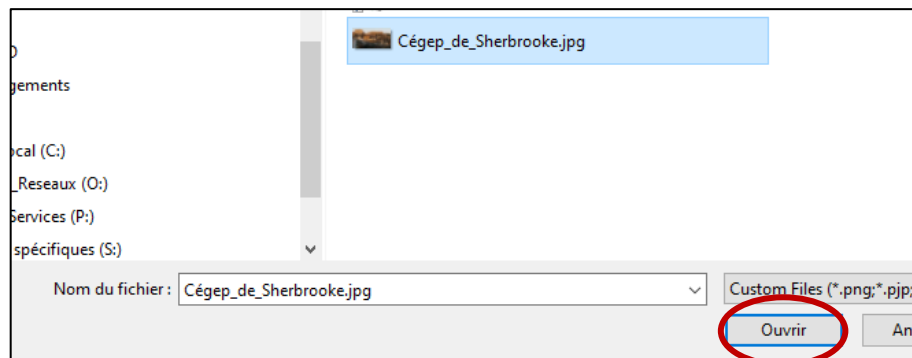 Cégep_de_Sherbrooke.jpg
gements
ocal (C:)
_Reseaux (O:)
Services (P:)
spécifiques (S:)
Nom du fichier :
Cégep_de_Sherbrooke.jpg
Custom Files (*.png;*.pjp;
Ouvrir
An